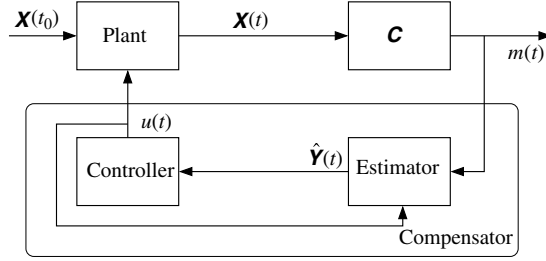 X(t₀)
Plant
X(t)
C
m(t)
u(t)
Controller
Ŷ(t)
Estimator
Compensator